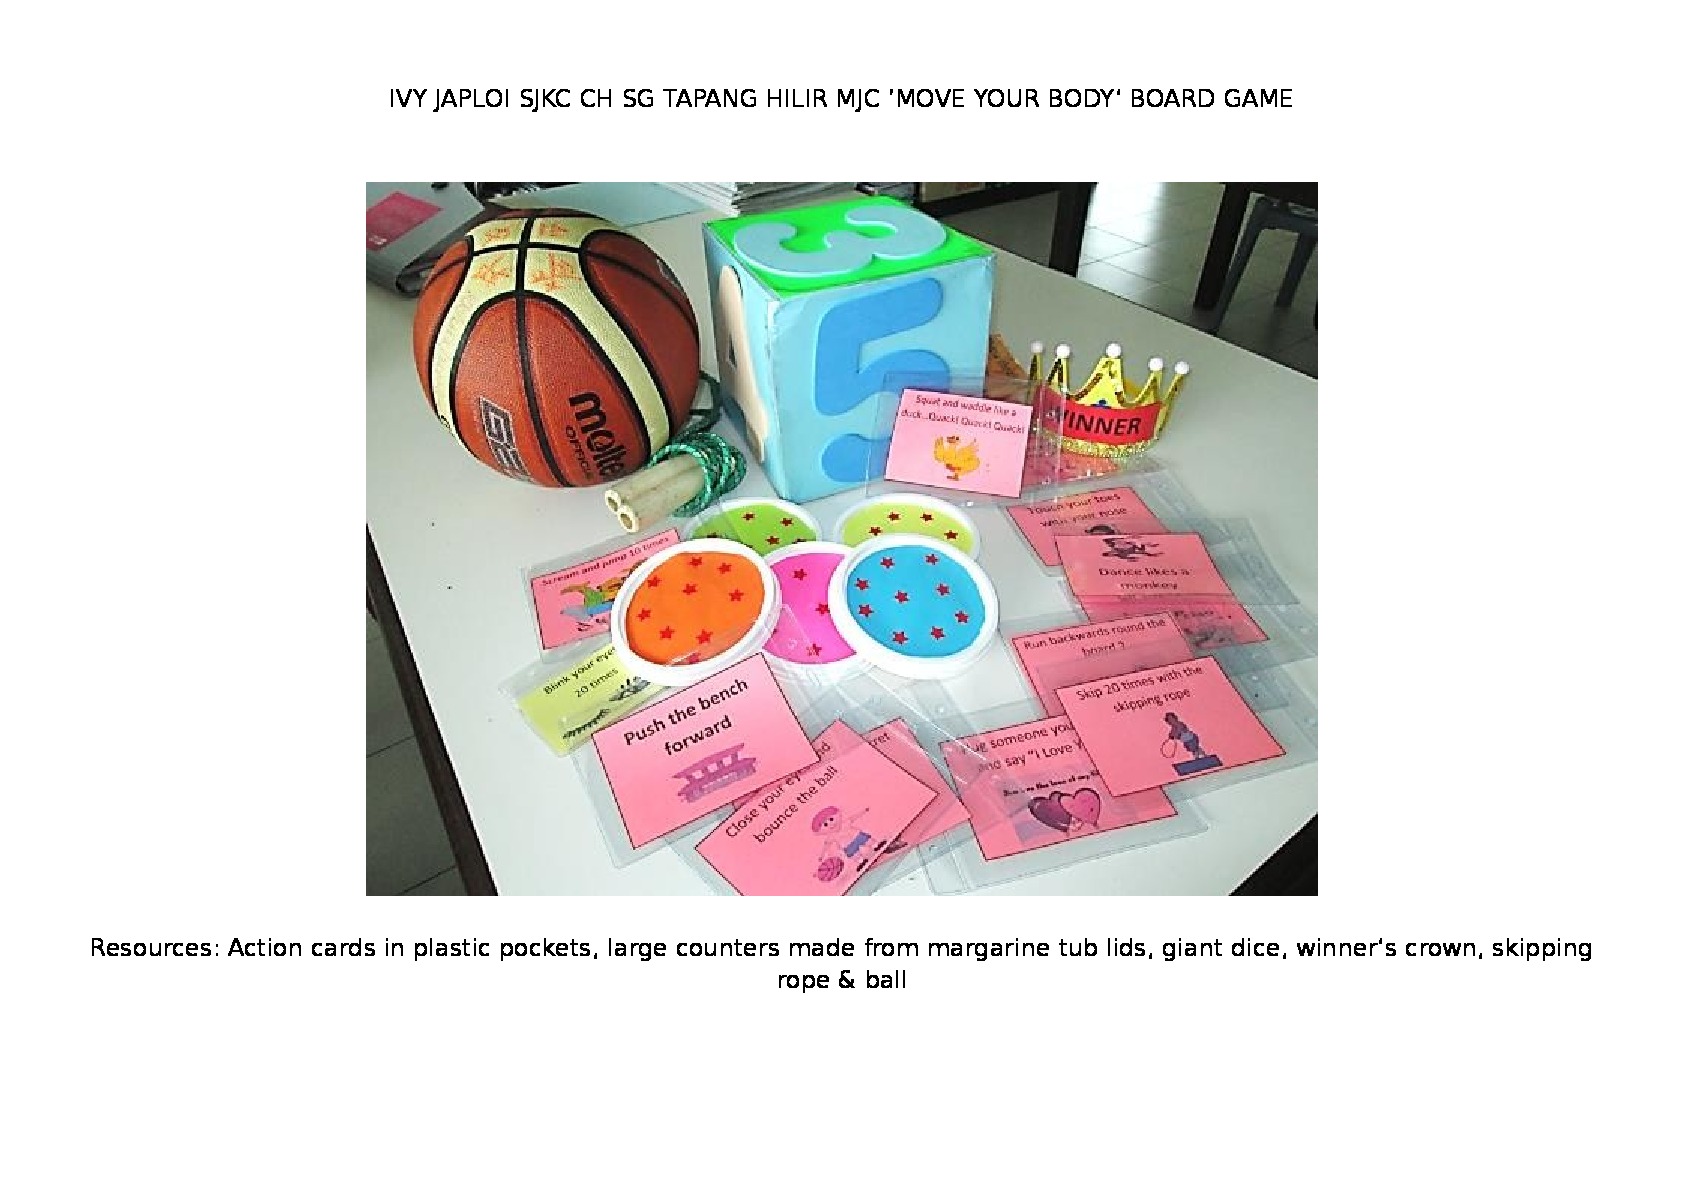 IVY JAPLOI SJKC CH SG TAPANG HILIR MJC ’MOVE YOUR BODY‘ BOARD GAME
3
5
molte
OFFICIA
WINNER
Squat and waddle like a
duck...Quack! Quack! Quack!
Touch your toes
with your nose
Scream and jump 10 times
Dance likes a
monkey
Run backwards round the
board 2
Blink your eyes
20 times
Skip 20 times with the
skipping rope
Push the bench
forward
someone you
and say "I Love
Close your eyes and
bounce the ball
Resources: Action cards in plastic pockets, large counters made from margarine tub lids, giant dice, winner‘s crown, skipping
rope & ball